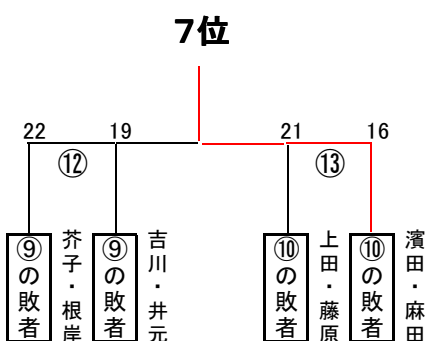 7位
22 19 21 16
⑫ ⑬
⑨の敗者
芥子・根岸
⑨の敗者
吉川・井元
⑩の敗者
上田・藤原
⑩の敗者
濱田・麻田